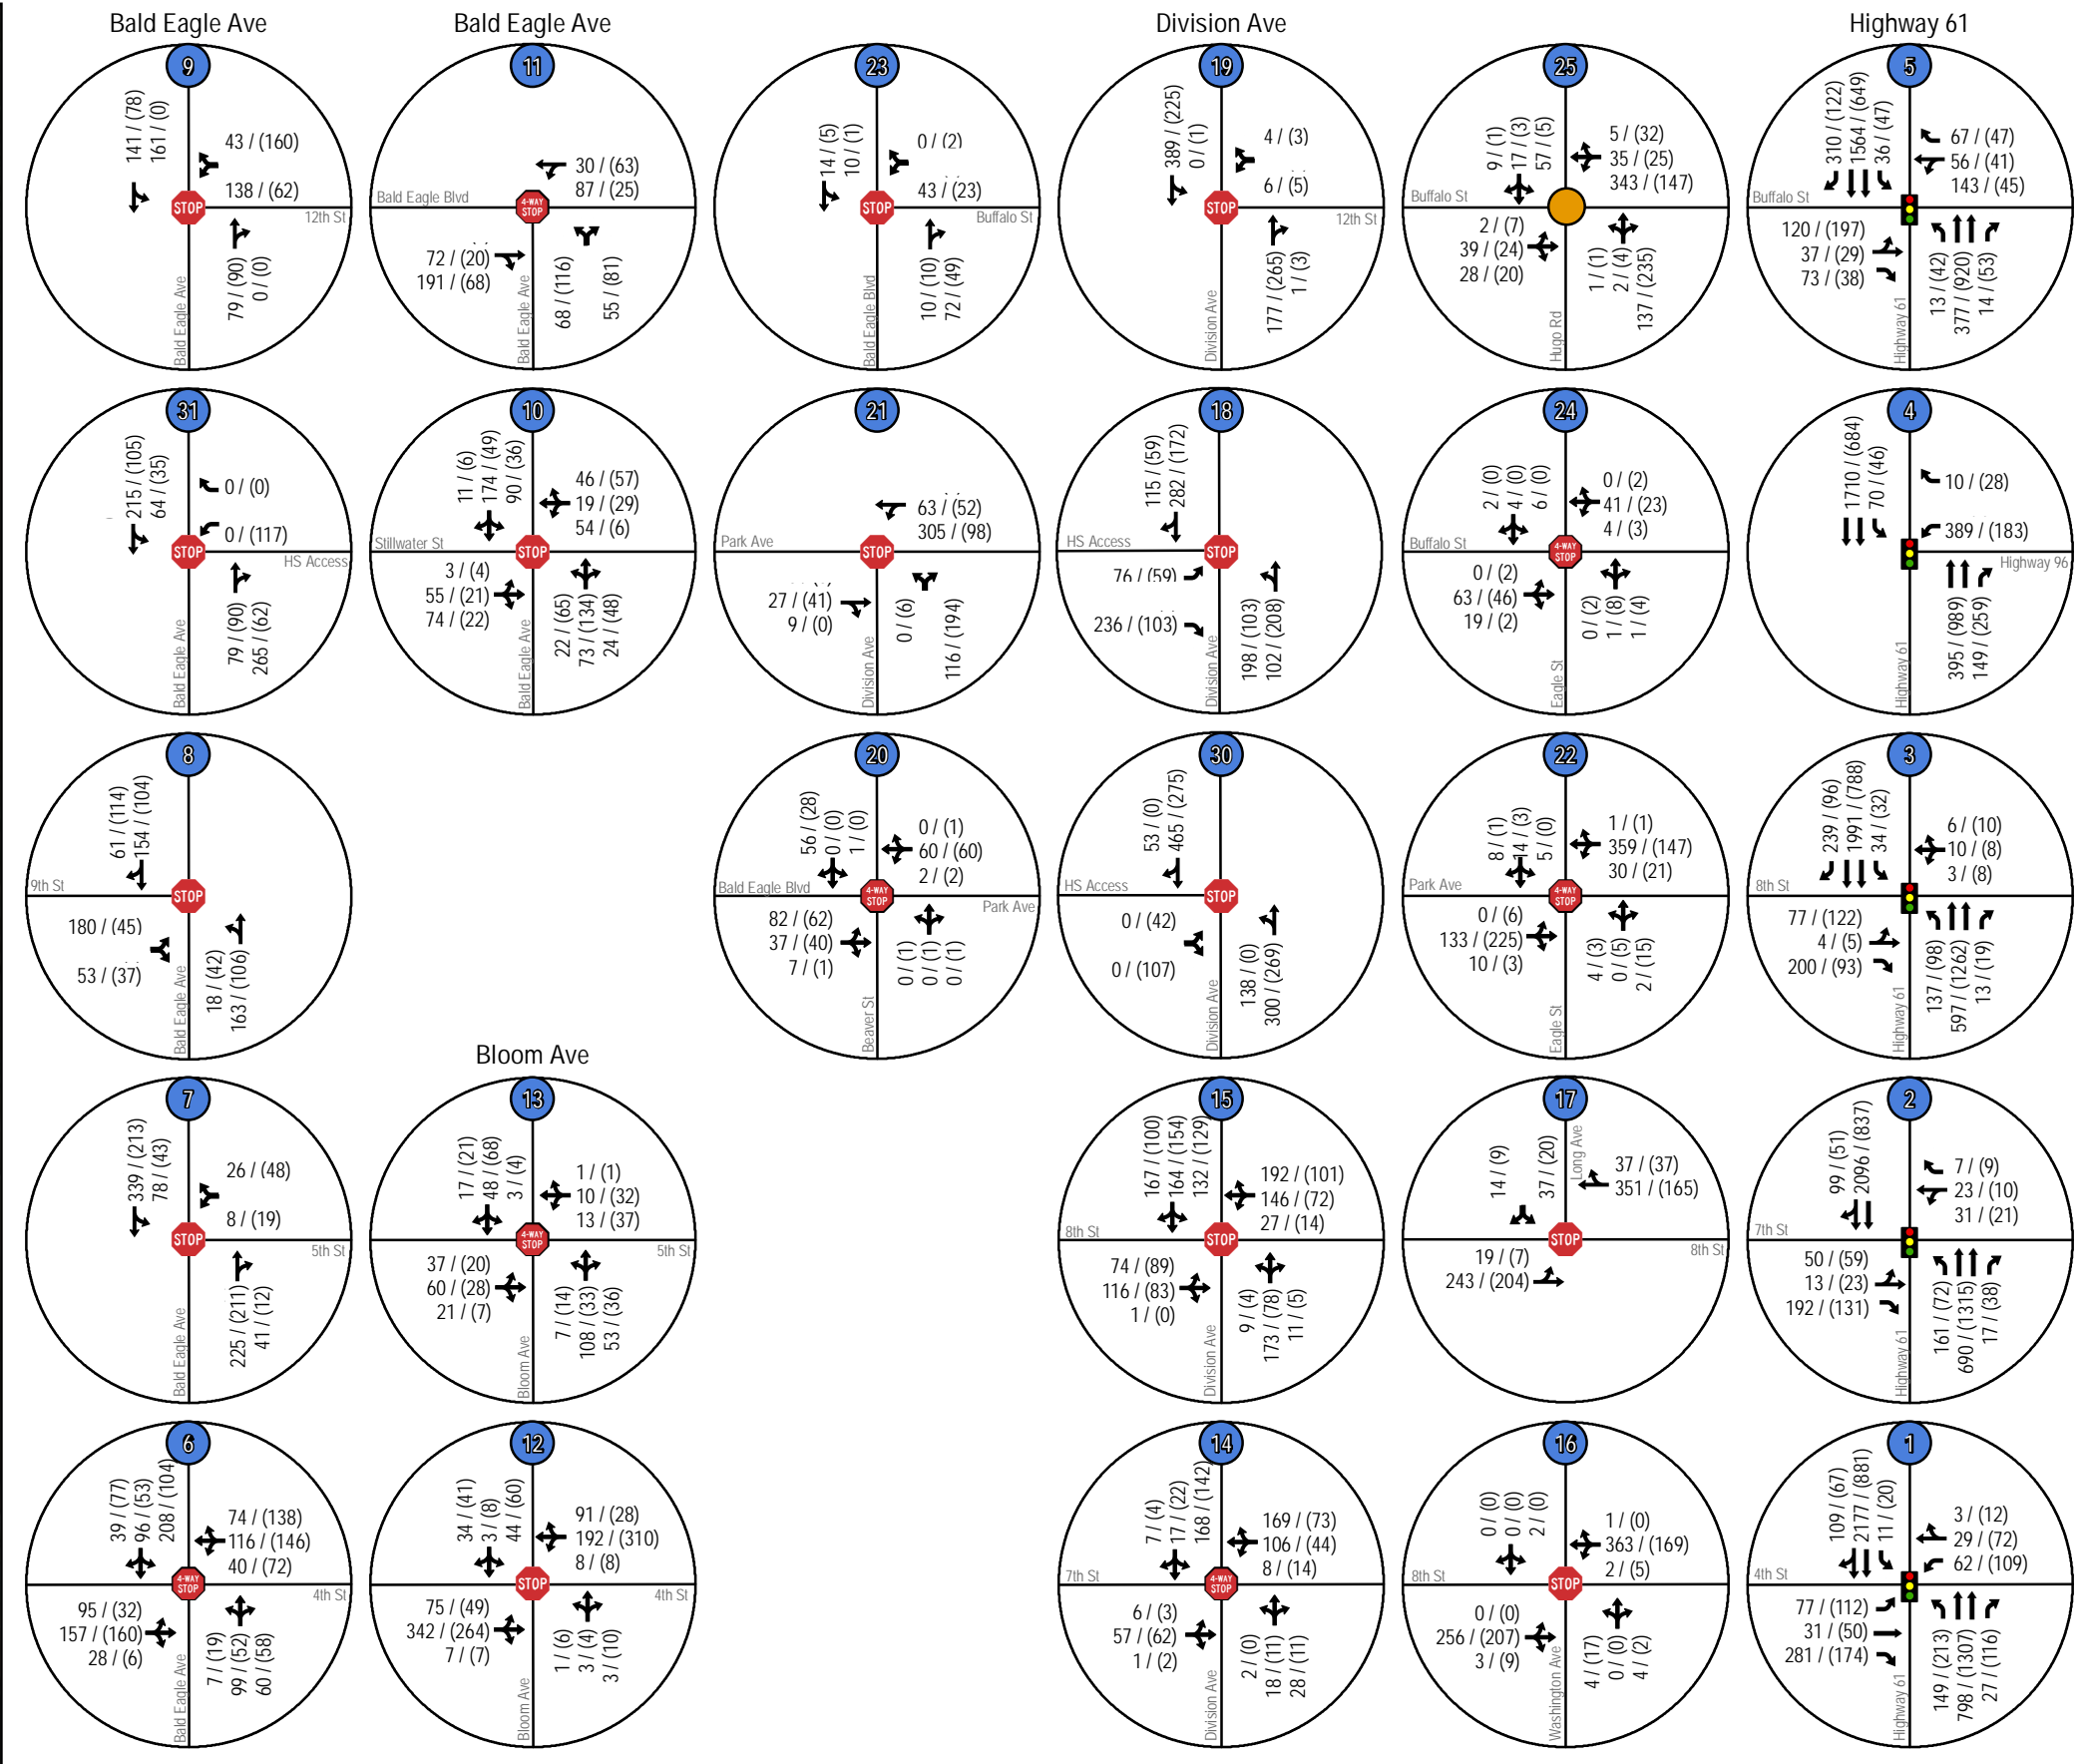 Bald Eagle Ave
Bald Eagle Ave
Division Ave
Highway 61
9
141 / (78)
161 / (0)
43 / (160)
138 / (62)
STOP
12th St
79 / (90)
0 / (0)
Bald Eagle Ave
11
30 / (63)
87 / (25)
Bald Eagle Blvd
4-WAY
STOP
72 / (20)
191 / (68)
68 / (116)
55 / (81)
Bald Eagle Ave
23
14 / (5)
10 / (1)
0 / (2)
43 / (23)
STOP
Buffalo St
10 / (10)
72 / (49)
Bald Eagle Blvd
19
389 / (225)
0 / (1)
4 / (3)
6 / (5)
STOP
12th St
177 / (265)
1 / (3)
Division Ave
25
9 / (1)
17 / (3)
57 / (5)
5 / (32)
35 / (25)
343 / (147)
Buffalo St
2 / (7)
39 / (24)
28 / (20)
1 / (1)
2 / (4)
137 / (235)
Hugo Rd
5
310 / (122)
1564 / (649)
36 / (47)
67 / (47)
56 / (41)
143 / (45)
Buffalo St
120 / (197)
37 / (29)
73 / (38)
13 / (42)
377 / (920)
14 / (53)
Highway 61
31
215 / (105)
64 / (35)
0 / (0)
0 / (117)
STOP
HS Access
79 / (90)
265 / (62)
Bald Eagle Ave
10
11 / (6)
174 / (49)
90 / (36)
46 / (57)
19 / (29)
54 / (6)
Stillwater St
STOP
3 / (4)
55 / (21)
74 / (22)
22 / (65)
73 / (134)
24 / (48)
Bald Eagle Ave
21
63 / (52)
305 / (98)
Park Ave
STOP
27 / (41)
9 / (0)
0 / (6)
116 / (194)
Division Ave
18
115 / (59)
282 / (172)
HS Access
STOP
76 / (59)
236 / (103)
198 / (103)
102 / (208)
Division Ave
24
2 / (0)
4 / (0)
6 / (0)
0 / (2)
41 / (23)
4 / (3)
Buffalo St
4-WAY
STOP
0 / (2)
63 / (46)
19 / (2)
0 / (2)
1 / (8)
1 / (4)
Eagle St
4
1710 / (684)
70 / (46)
10 / (28)
389 / (183)
Highway 96
395 / (989)
149 / (259)
Highway 61
8
61 / (114)
154 / (104)
9th St
STOP
180 / (45)
53 / (37)
18 / (42)
163 / (106)
Bald Eagle Ave
20
56 / (28)
0 / (0)
1 / (0)
0 / (1)
60 / (60)
2 / (2)
Bald Eagle Blvd
4-WAY
STOP
Park Ave
82 / (62)
37 / (40)
7 / (1)
0 / (1)
0 / (1)
0 / (1)
Beaver St
30
53 / (0)
465 / (275)
HS Access
STOP
0 / (42)
0 / (107)
138 / (0)
300 / (269)
Division Ave
22
8 / (1)
14 / (3)
5 / (0)
1 / (1)
359 / (147)
30 / (21)
Park Ave
4-WAY
STOP
0 / (6)
133 / (225)
10 / (3)
4 / (3)
0 / (5)
2 / (15)
Eagle St
3
239 / (96)
1991 / (788)
34 / (32)
6 / (10)
10 / (8)
3 / (8)
8th St
77 / (122)
4 / (5)
200 / (93)
137 / (98)
597 / (1262)
13 / (19)
Highway 61
Bloom Ave
7
339 / (213)
78 / (43)
26 / (48)
8 / (19)
STOP
5th St
225 / (211)
41 / (12)
Bald Eagle Ave
13
17 / (21)
48 / (68)
3 / (4)
1 / (1)
10 / (32)
13 / (37)
4-WAY
STOP
5th St
37 / (20)
60 / (28)
21 / (7)
7 / (14)
108 / (33)
53 / (36)
Bloom Ave
15
167 / (100)
164 / (154)
132 / (129)
192 / (101)
146 / (72)
27 / (14)
8th St
STOP
74 / (89)
116 / (83)
1 / (0)
9 / (4)
173 / (78)
11 / (5)
Division Ave
17
14 / (9)
37 / (20)
Long Ave
37 / (37)
351 / (165)
STOP
8th St
19 / (7)
243 / (204)
2
99 / (51)
2096 / (837)
7 / (9)
23 / (10)
31 / (21)
7th St
50 / (59)
13 / (23)
192 / (131)
161 / (72)
690 / (1315)
17 / (38)
Highway 61
6
39 / (77)
96 / (53)
208 / (104)
74 / (138)
116 / (146)
40 / (72)
4-WAY
STOP
4th St
95 / (32)
157 / (160)
28 / (6)
7 / (19)
99 / (52)
60 / (58)
Bald Eagle Ave
12
34 / (41)
3 / (8)
44 / (60)
91 / (28)
192 / (310)
8 / (8)
STOP
4th St
75 / (49)
342 / (264)
7 / (7)
1 / (6)
3 / (4)
3 / (10)
Bloom Ave
14
7 / (4)
17 / (22)
168 / (142)
169 / (73)
106 / (44)
8 / (14)
7th St
4-WAY
STOP
6 / (3)
57 / (62)
1 / (2)
2 / (0)
18 / (11)
28 / (11)
Division Ave
16
0 / (0)
0 / (0)
2 / (0)
1 / (0)
363 / (169)
2 / (5)
8th St
STOP
0 / (0)
256 / (207)
3 / (9)
4 / (17)
0 / (0)
4 / (2)
Washington Ave
1
109 / (67)
2177 / (881)
11 / (20)
3 / (12)
29 / (72)
62 / (109)
4th St
77 / (112)
31 / (50)
281 / (174)
149 / (213)
798 / (1307)
27 / (116)
Highway 61